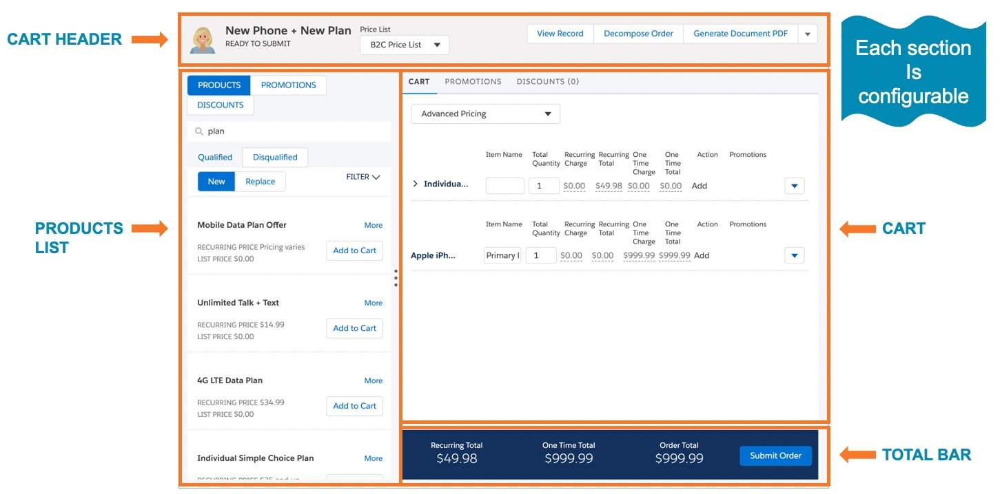 CART HEADER
New Phone + New Plan
READY TO SUBMIT
Price List
B2C Price List
View Record
Decompose Order
Generate Document PDF
Each section
Is
configurable
PRODUCTS
LIST
PRODUCTS
PROMOTIONS
DISCOUNTS
plan
Qualified
Disqualified
New
Replace
FILTER
Mobile Data Plan Offer
More
RECURRING PRICE Pricing varies
LIST PRICE $0.00
Add to Cart
Unlimited Talk + Text
More
RECURRING PRICE $14.99
LIST PRICE $0.00
Add to Cart
4G LTE Data Plan
More
RECURRING PRICE $34.99
LIST PRICE $0.00
Add to Cart
Individual Simple Choice Plan
More
RECURRING PRICE $35 and up
CART
PROMOTIONS
DISCOUNTS (0)
Advanced Pricing
Item Name
Total
Quantity
Recurring
Charge
Recurring
Total
One
Time
Charge
One
Time
Total
Action
Promotions
Individua...
1
$0.00
$49.98
$0.00
$0.00
Add
Item Name
Total
Quantity
Recurring
Charge
Recurring
Total
One
Time
Charge
One
Time
Total
Action
Promotions
Apple iPh...
Primary
1
$0.00
$0.00
$999.99
$999.99
Add
CART
Recurring Total
$49.98
One Time Total
$999.99
Order Total
$999.99
Submit Order
TOTAL BAR